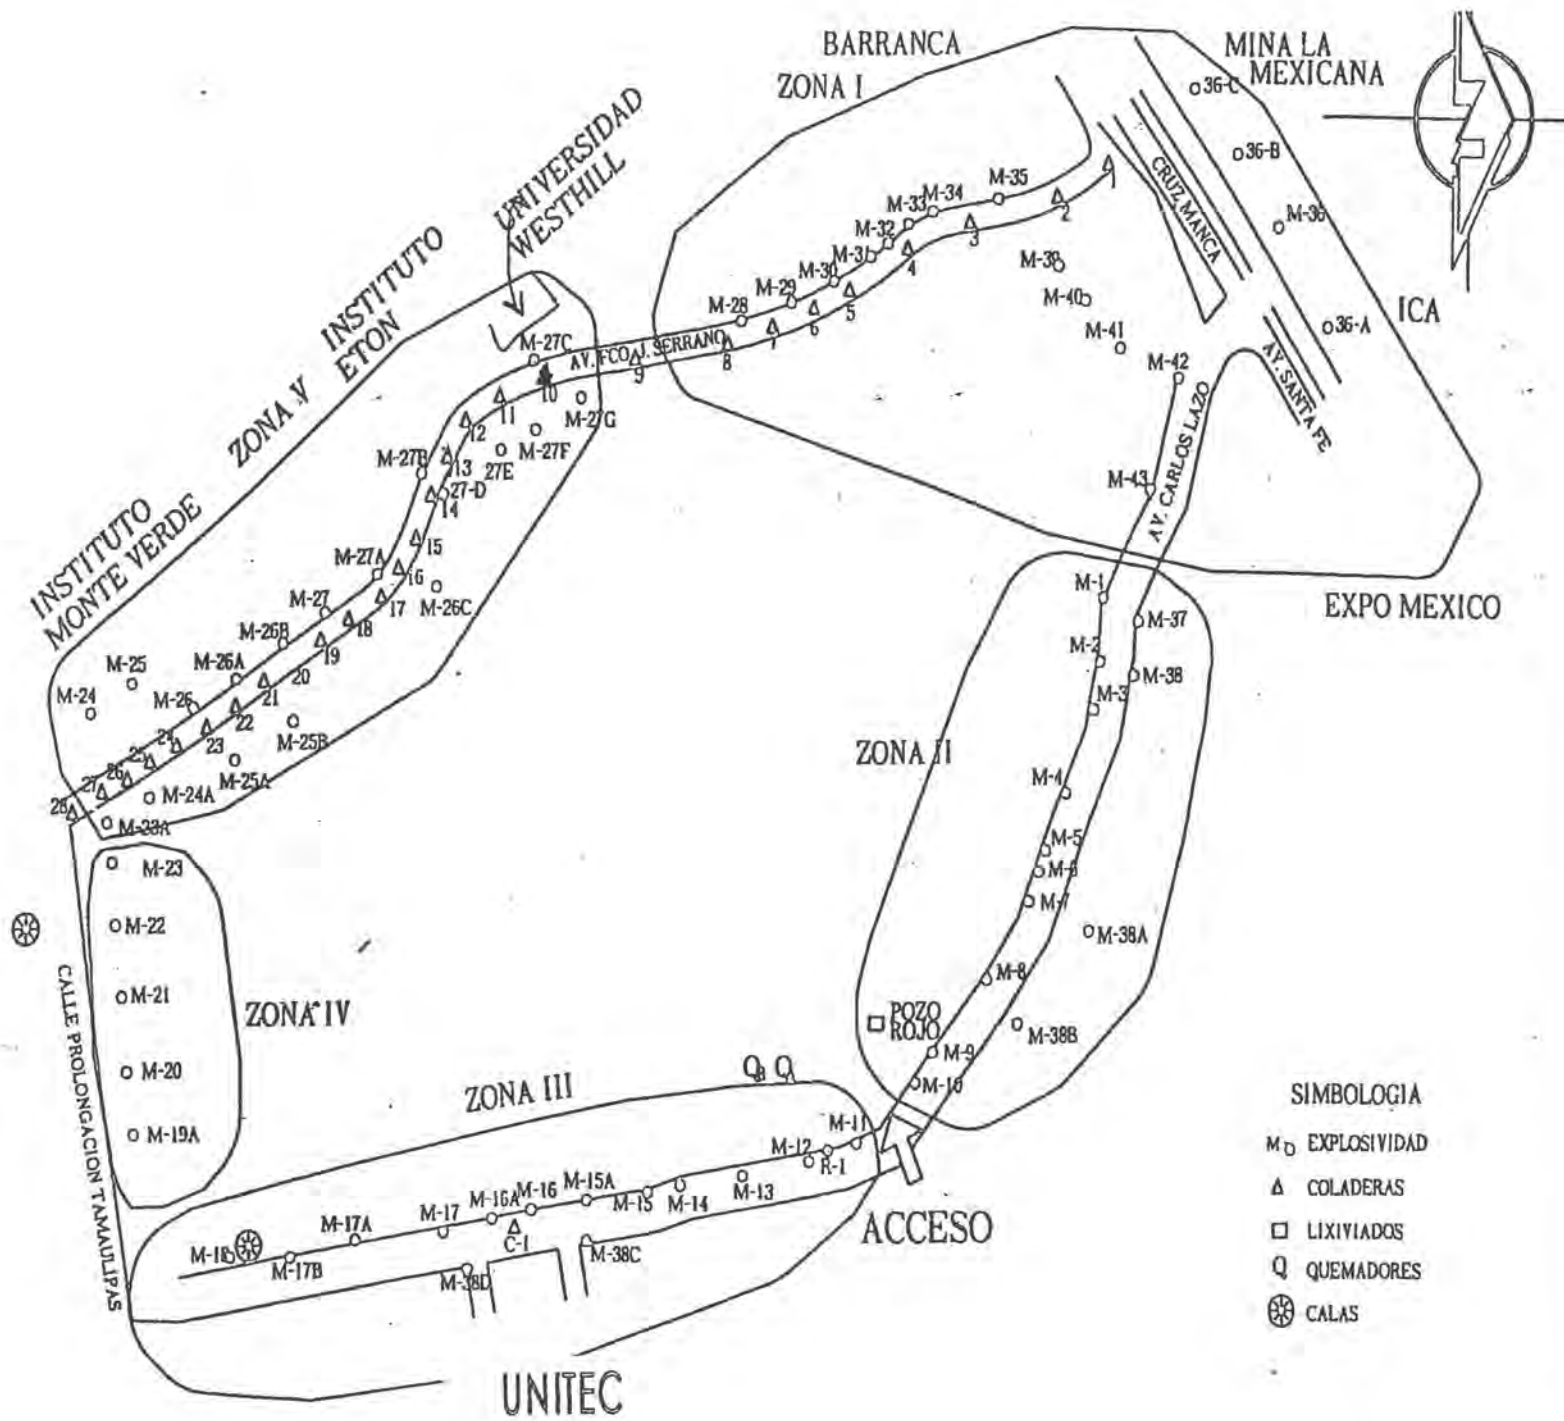 BARRANCA
ZONA I
MINA LA
MEXICANA
36-C
36-B
M-36
36-A
ICA
CRUZ MANCA
AV. SANTA FE
UNIVERSIDAD
WESTHILL
INSTITUTO
ETON
ZONA V
INSTITUTO
MONTE VERDE
M-35
M-34
M-33
M-32
M-31
M-30
M-29
M-28
1
2
3
4
5
6
7
8
9
AV. FCO J. SERRANO
M-39
M-40
M-41
M-42
M-43
AV. CARLOS LAZO
EXPO MEXICO
M-27C
10
11
12
13
14
15
16
17
18
19
20
21
22
23
24
25
26
27
28
M-27G
M-27F
27E
27-D
M-27B
M-27A
M-27
M-26C
M-26B
M-26A
M-26
M-25
M-24
M-25B
M-25A
M-24A
M-23A
M-23
M-22
M-21
M-20
M-19A
ZONA IV
CALLE PROLONGACION TAMAULIPAS
ZONA II
M-1
M-2
M-3
M-37
M-38
M-4
M-5
M-6
M-7
M-38A
M-8
POZO
ROJO
M-38B
M-9
M-10
ZONA III
Q B Q A
M-11
M-12
R-1
M-13
M-14
M-15
M-15A
M-16
M-16A
C-1
M-17
M-17A
M-17B
M-18
M-38C
M-38D
ACCESO
UNITEC
SIMBOLOGIA
M EXPLOSIVIDAD
COLADERAS
LIXIVIADOS
Q QUEMADORES
CALAS